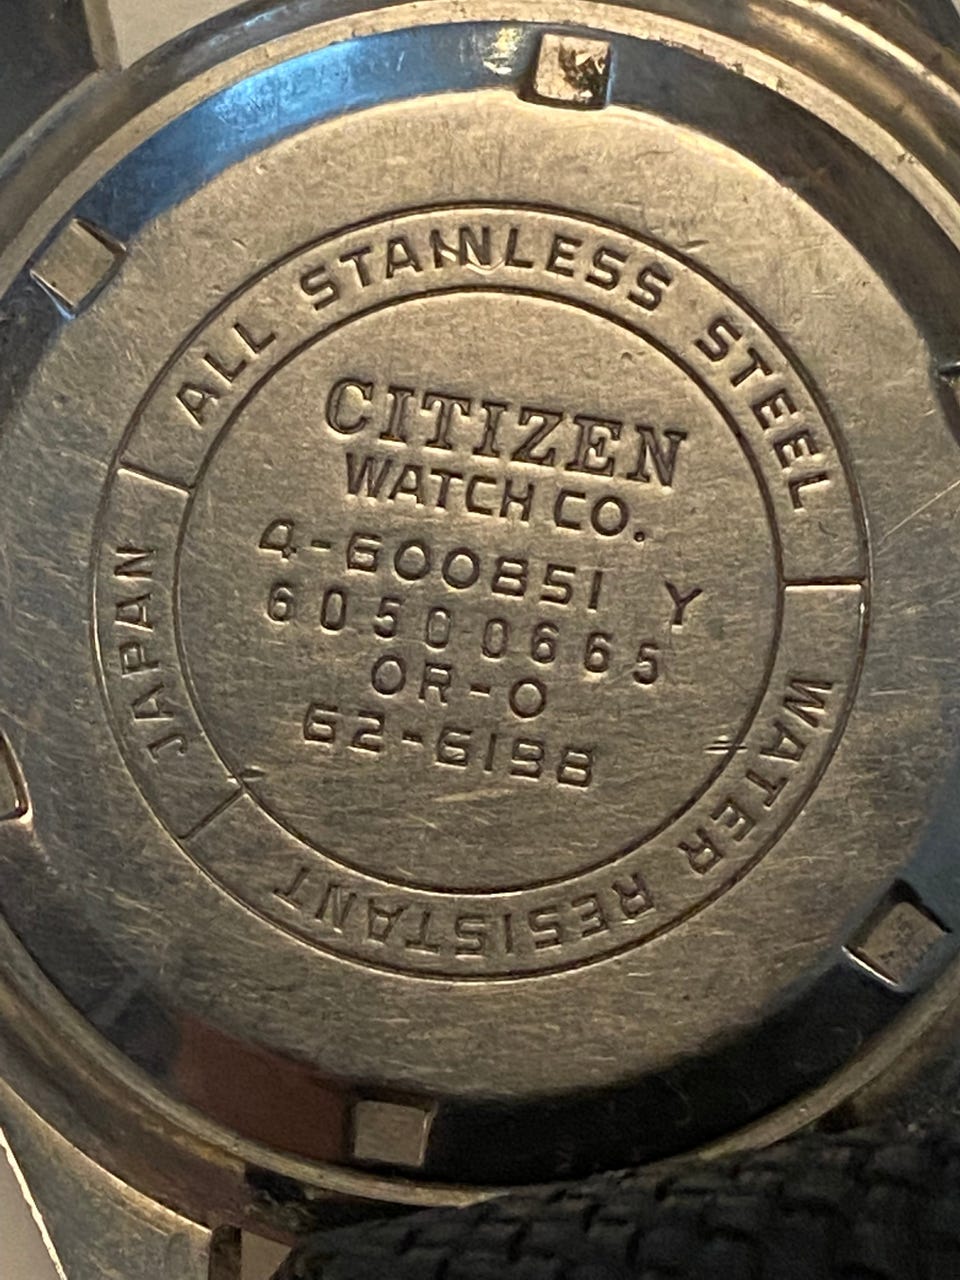 ALL STAINLESS STEEL
CITIZEN
WATCH CO.
4-600851 Y
60500665
OR-O
62-6198
JAPAN
WATER RESISTANT